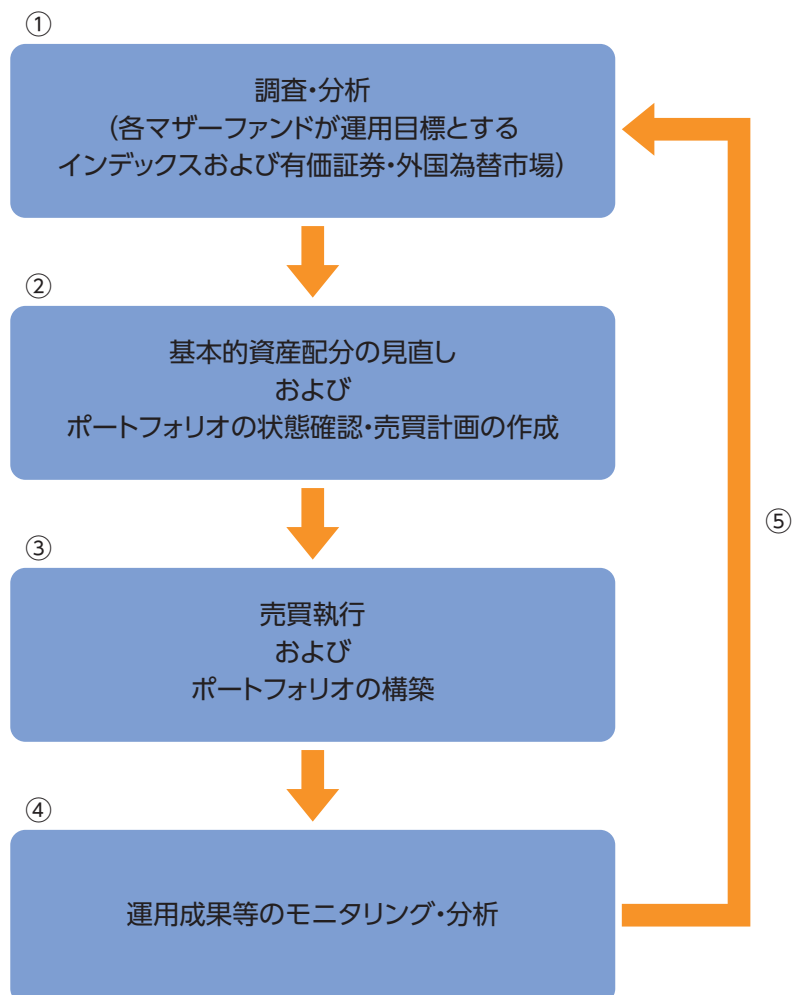 ①
調査・分析
(各マザーファンドが運用目標とする
インデックスおよび有価証券・外国為替市場)
②
基本的資産配分の見直し
および
ポートフォリオの状態確認・売買計画の作成
③
売買執行
および
ポートフォリオの構築
④
運用成果等のモニタリング・分析
⑤